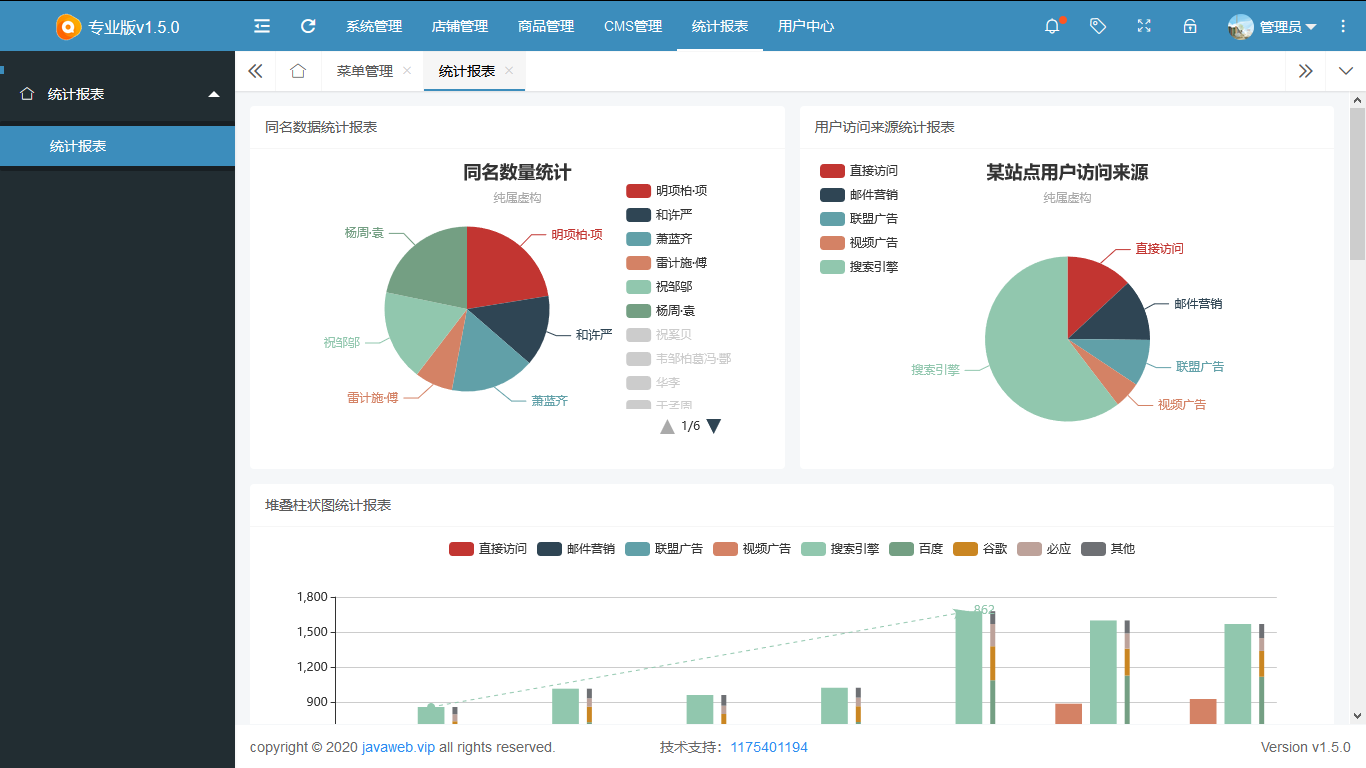 专业版v1.5.0
系统管理 店铺管理 商品管理 CMS管理 统计报表 用户中心
管理员
统计报表
统计报表
菜单管理 × 统计报表 ×
同名数据统计报表
同名数量统计
纯属虚构
明项柏·项
和许严
萧蓝齐
雷计施·傅
祝邹邬
杨周·袁
祝奚贝
韦邹柏葛冯·酆
华李
于孟周
1/6
杨周·袁
明项柏·项
和许严
祝邹邬
雷计施·傅
萧蓝齐
用户访问来源统计报表
某站点用户访问来源
纯属虚构
直接访问
邮件营销
联盟广告
视频广告
搜索引擎
直接访问
邮件营销
联盟广告
视频广告
搜索引擎
堆叠柱状图统计报表
直接访问 邮件营销 联盟广告 视频广告 搜索引擎 百度 谷歌 必应 其他
1,800
1,500
1,200
900
862
copyright © 2020 javaweb.vip all rights reserved.
技术支持：1175401194
Version v1.5.0